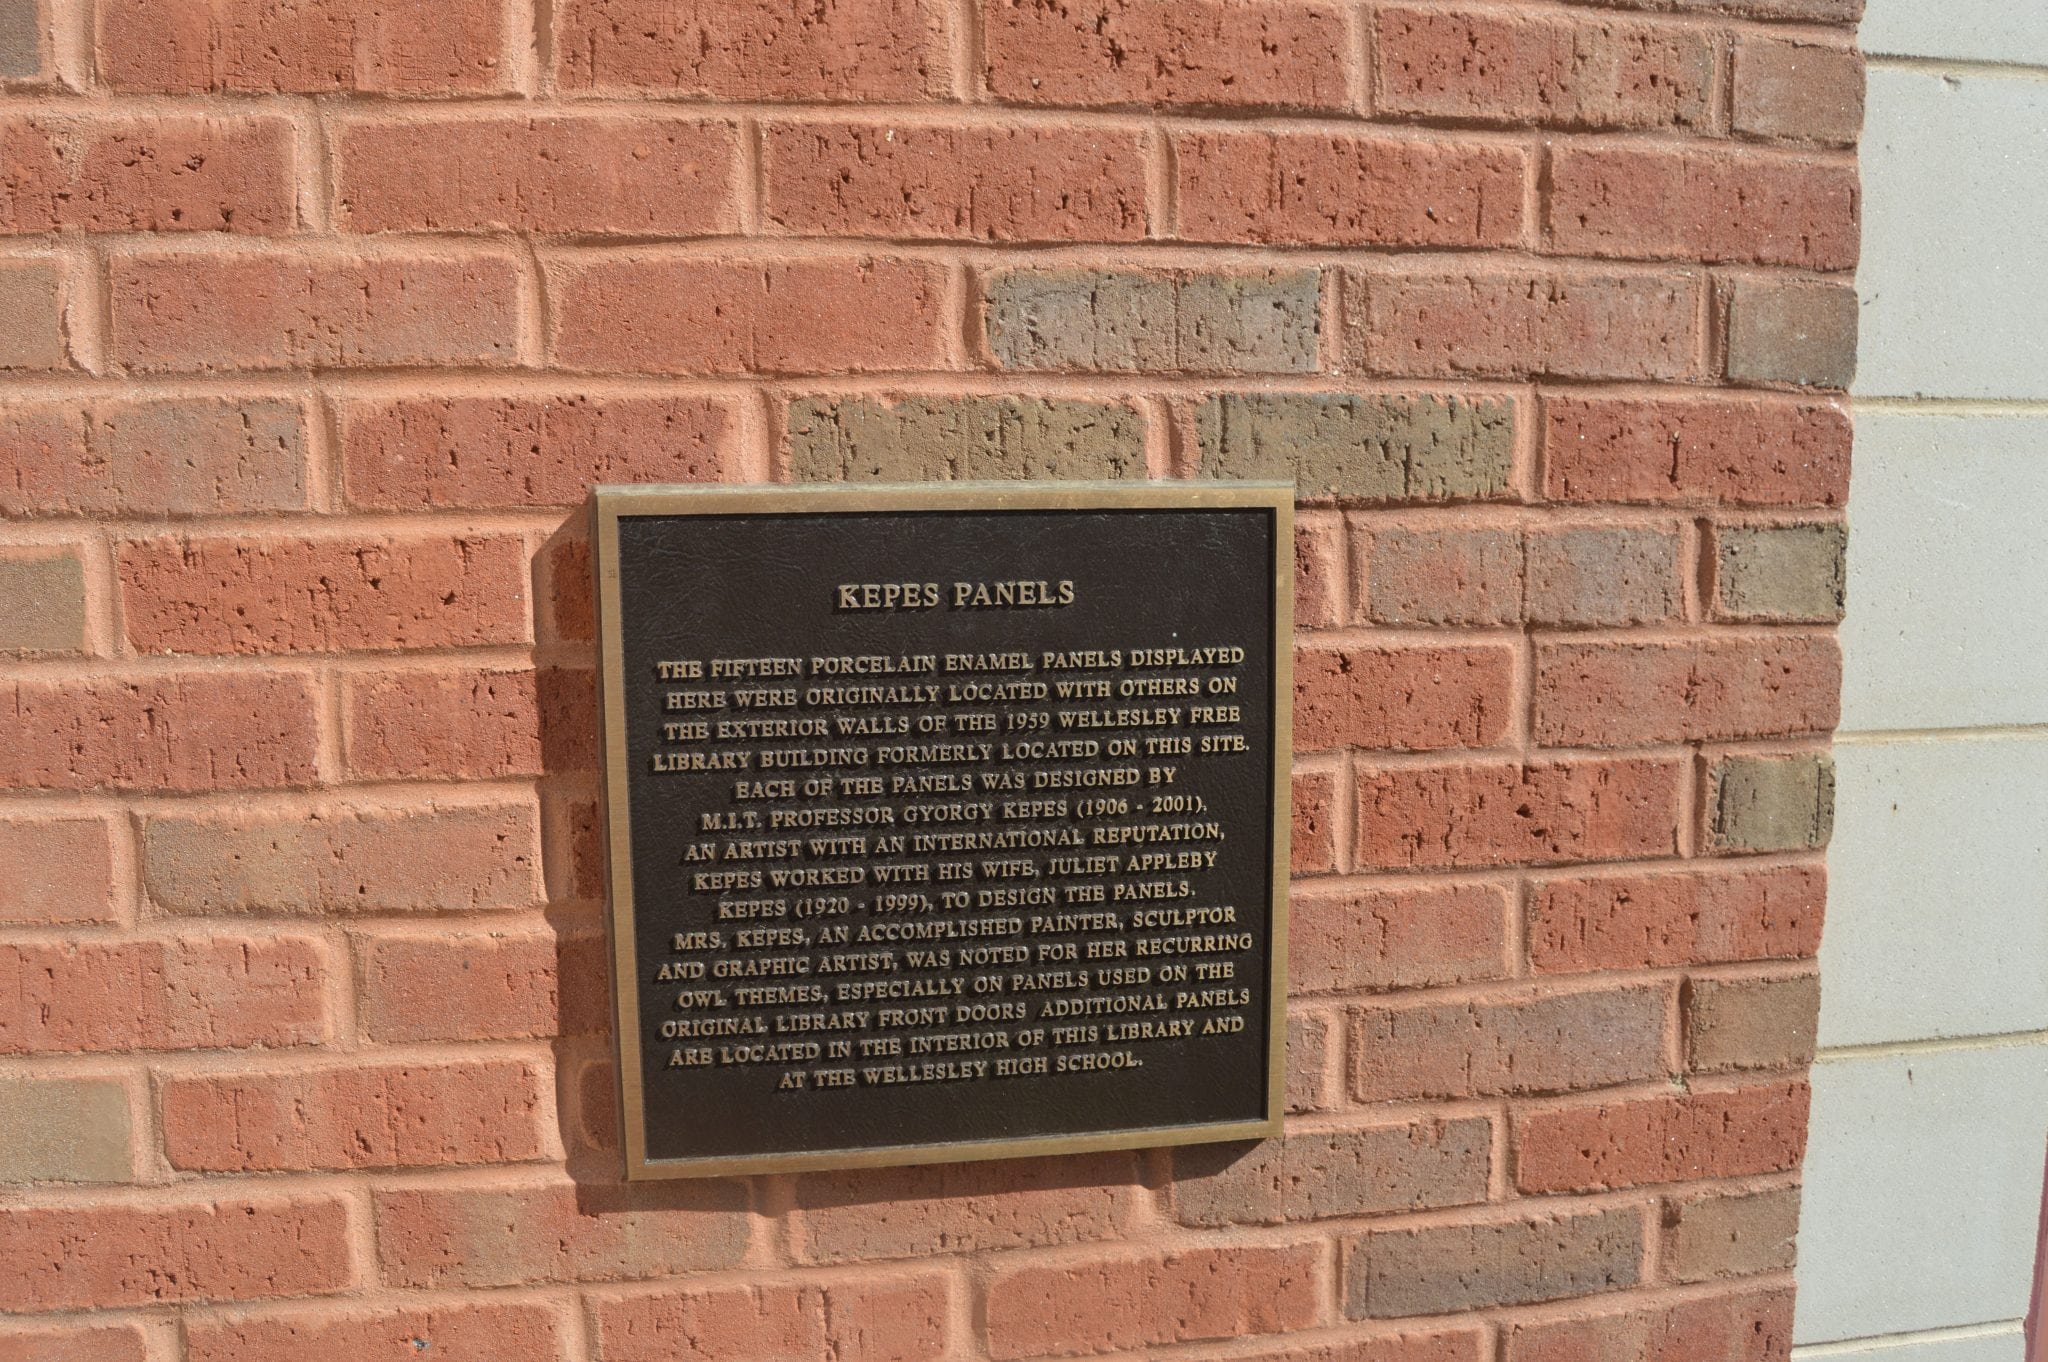 KEPES PANELS
THE FIFTEEN PORCELAIN ENAMEL PANELS DISPLAYED
HERE WERE ORIGINALLY LOCATED WITH OTHERS ON
THE EXTERIOR WALLS OF THE 1959 WELLESLEY FREE
LIBRARY BUILDING FORMERLY LOCATED ON THIS SITE.
EACH OF THE PANELS WAS DESIGNED BY
M.I.T. PROFESSOR GYORGY KEPES (1906 - 2001),
AN ARTIST WITH AN INTERNATIONAL REPUTATION,
KEPES WORKED WITH HIS WIFE, JULIET APPLEBY
KEPES (1920 - 1999), TO DESIGN THE PANELS.
MRS. KEPES, AN ACCOMPLISHED PAINTER, SCULPTOR
AND GRAPHIC ARTIST, WAS NOTED FOR HER RECURRING
OWL THEMES, ESPECIALLY ON PANELS USED ON THE
ORIGINAL LIBRARY FRONT DOORS ADDITIONAL PANELS
ARE LOCATED IN THE INTERIOR OF THIS LIBRARY AND
AT THE WELLESLEY HIGH SCHOOL.